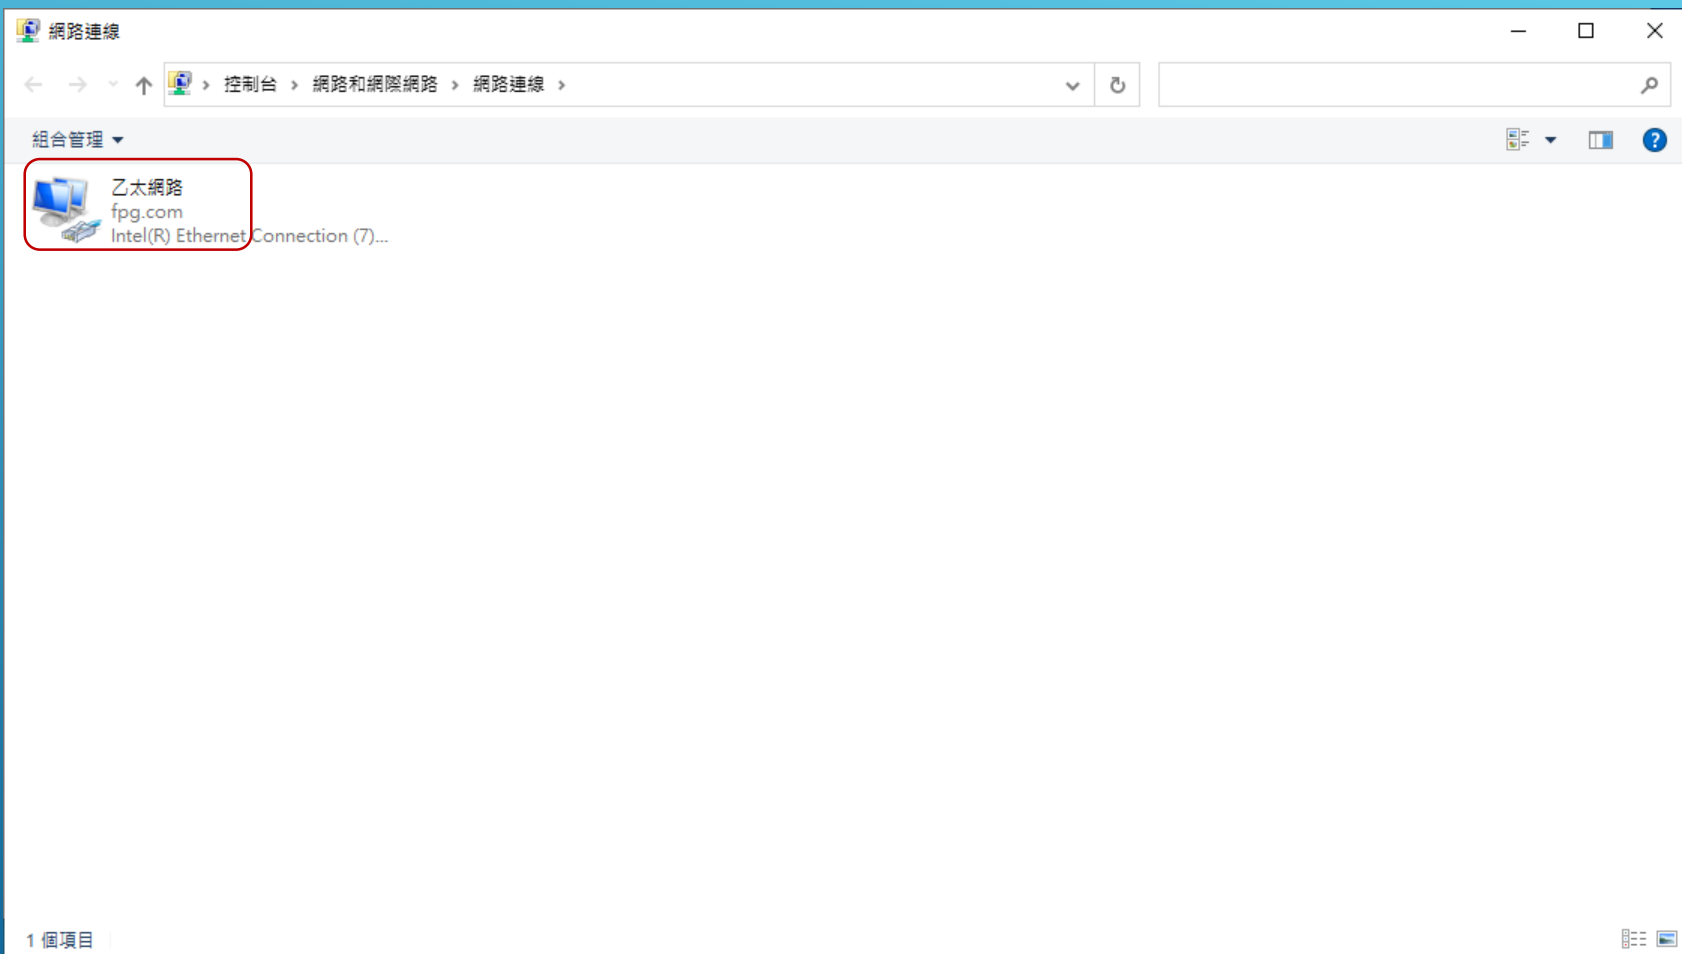 網路連線
控制台 > 網路和網際網路 > 網路連線 >
組合管理
?
乙太網路
fpg.com
Intel(R) Ethernet Connection (7)...
1 個項目